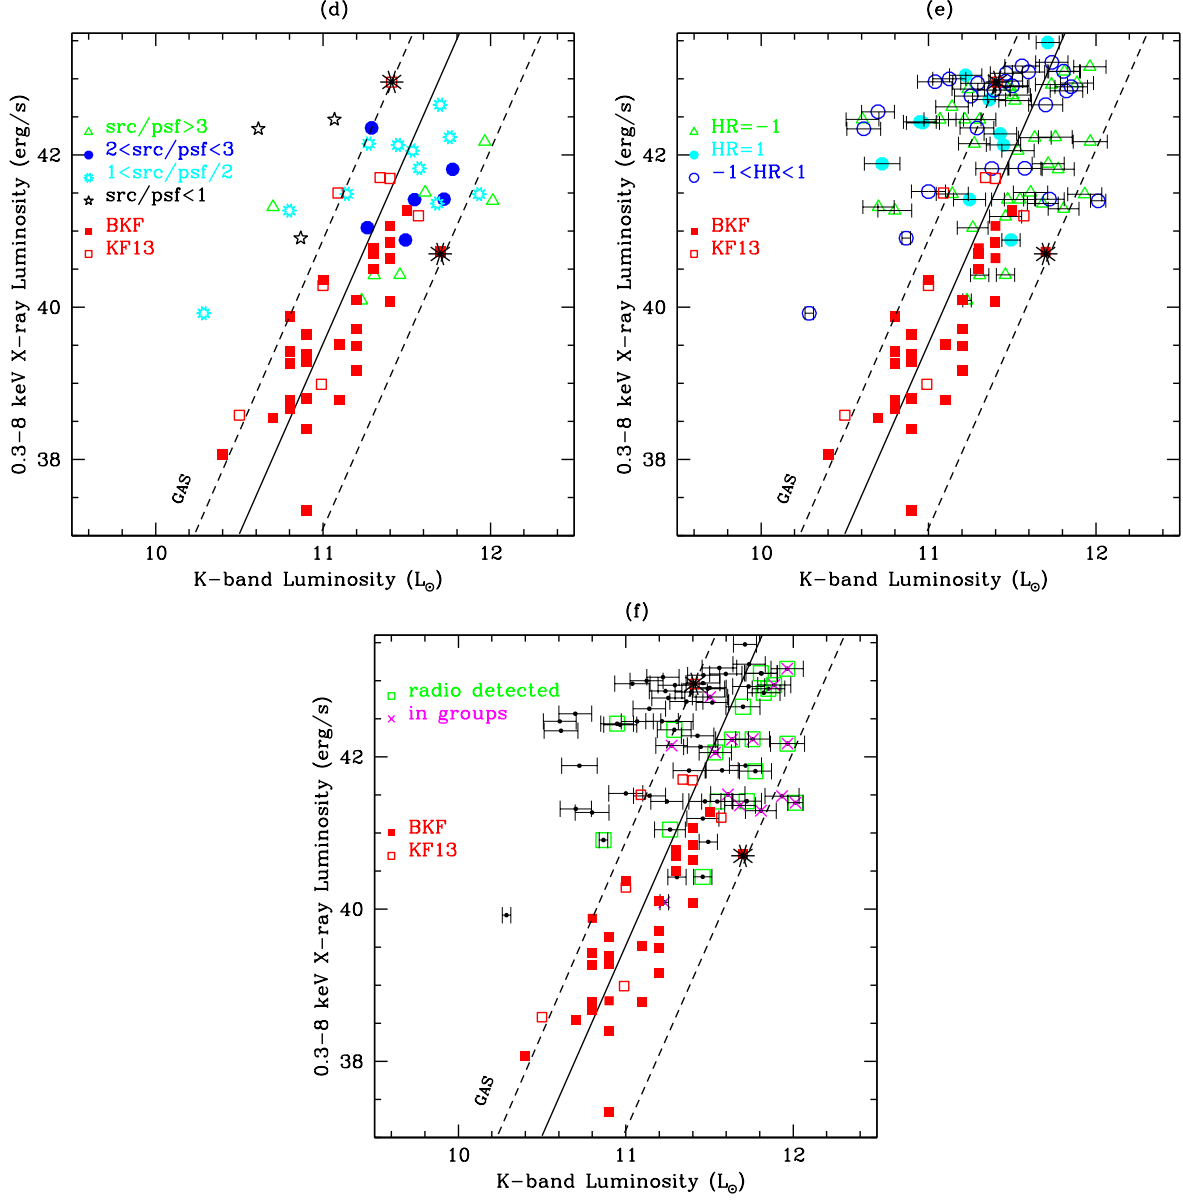 (d)
0.3−8 keV X−ray Luminosity (erg/s)
42
40
38
src/psf>3
2<src/psf<3
1<src/psf/2
src/psf<1
BKF
KF13
GAS
10
11
12
K−band Luminosity (L⊙)
(e)
0.3−8 keV X−ray Luminosity (erg/s)
42
40
38
HR=−1
HR=1
−1<HR<1
BKF
KF13
GAS
10
11
12
K−band Luminosity (L⊙)
(f)
0.3−8 keV X−ray Luminosity (erg/s)
42
40
38
radio detected
in groups
BKF
KF13
GAS
10
11
12
K−band Luminosity (L⊙)